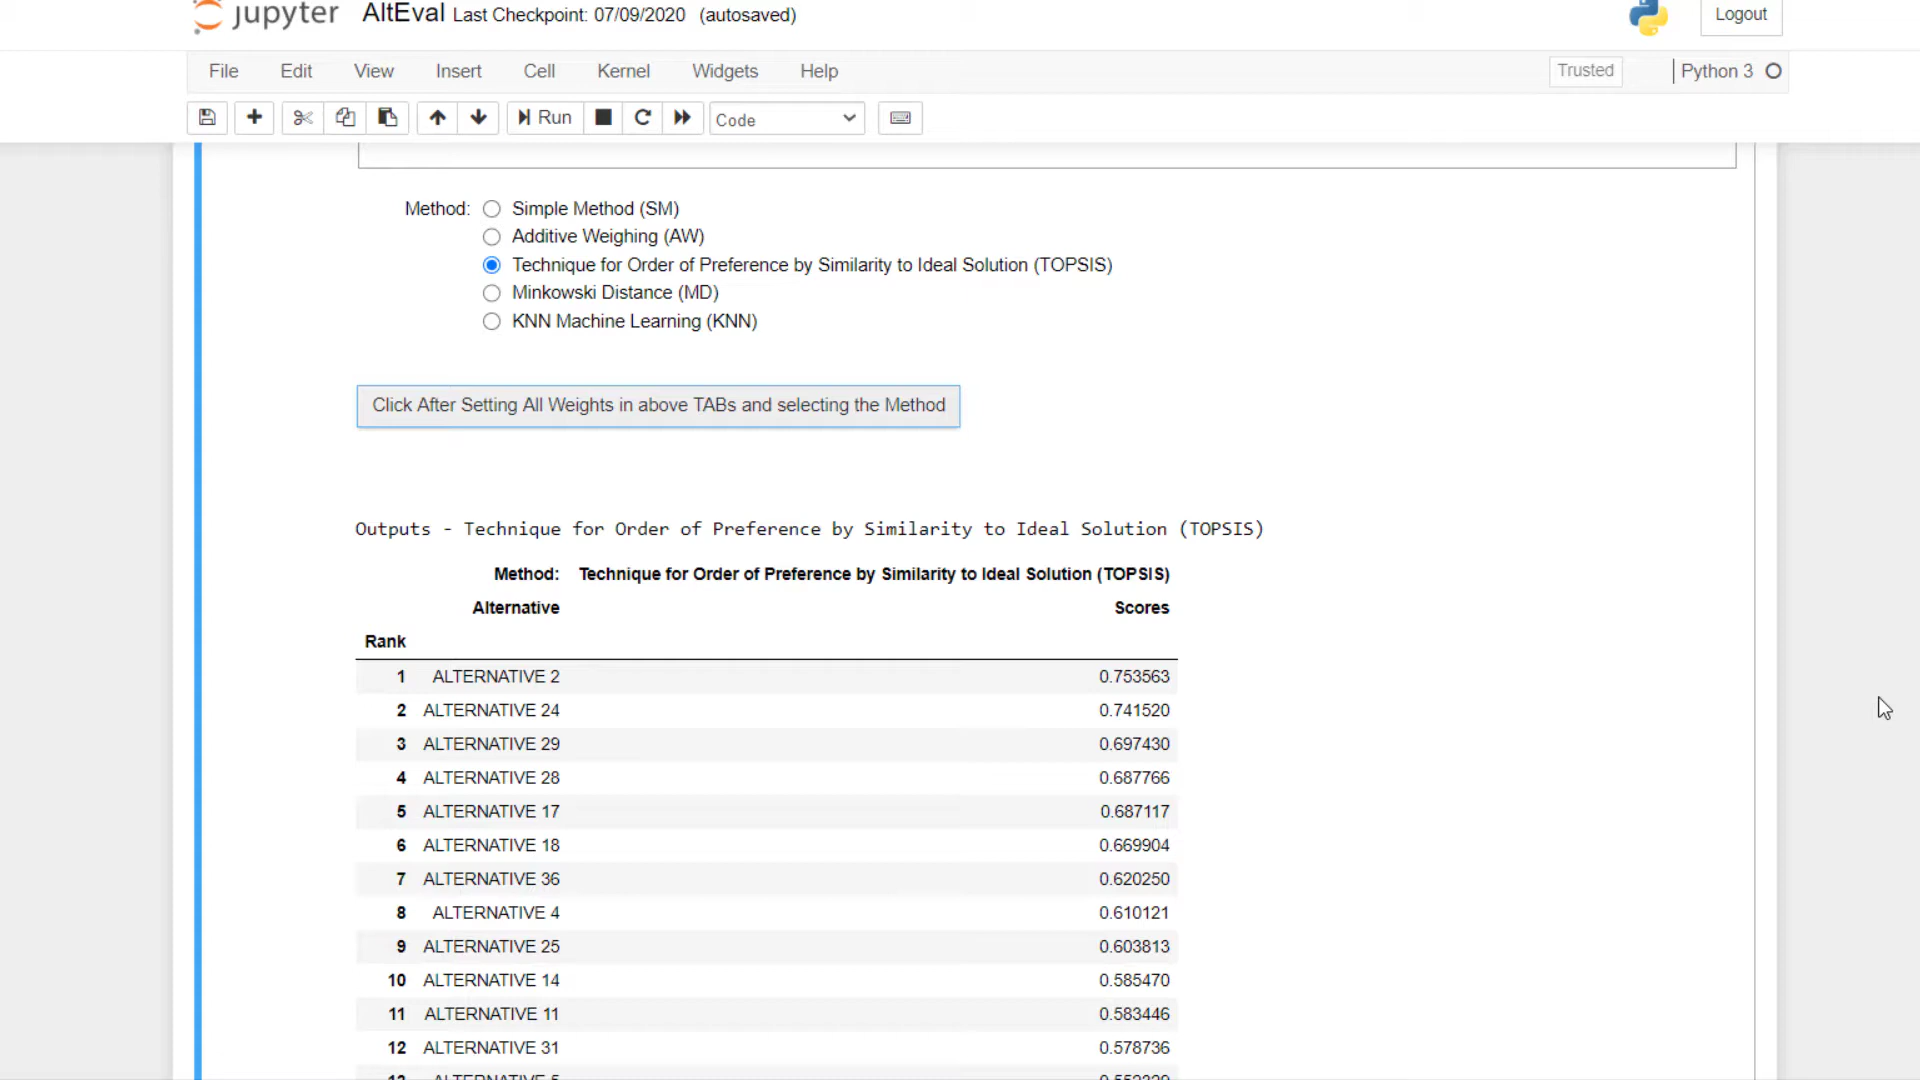 jupyter AltEval Last Checkpoint: 07/09/2020 (autosaved) Logout
File Edit View Insert Cell Kernel Widgets Help Trusted Python 3
Run Code
Method: Simple Method (SM)
Additive Weighing (AW)
Technique for Order of Preference by Similarity to Ideal Solution (TOPSIS)
Minkowski Distance (MD)
KNN Machine Learning (KNN)
Click After Setting All Weights in above TABs and selecting the Method
Outputs - Technique for Order of Preference by Similarity to Ideal Solution (TOPSIS)
Method: Technique for Order of Preference by Similarity to Ideal Solution (TOPSIS)
Alternative Scores
Rank
1 ALTERNATIVE 2 0.753563
2 ALTERNATIVE 24 0.741520
3 ALTERNATIVE 29 0.697430
4 ALTERNATIVE 28 0.687766
5 ALTERNATIVE 17 0.687117
6 ALTERNATIVE 18 0.669904
7 ALTERNATIVE 36 0.620250
8 ALTERNATIVE 4 0.610121
9 ALTERNATIVE 25 0.603813
10 ALTERNATIVE 14 0.585470
11 ALTERNATIVE 11 0.583446
12 ALTERNATIVE 31 0.578736
13 ALTERNATIVE 5